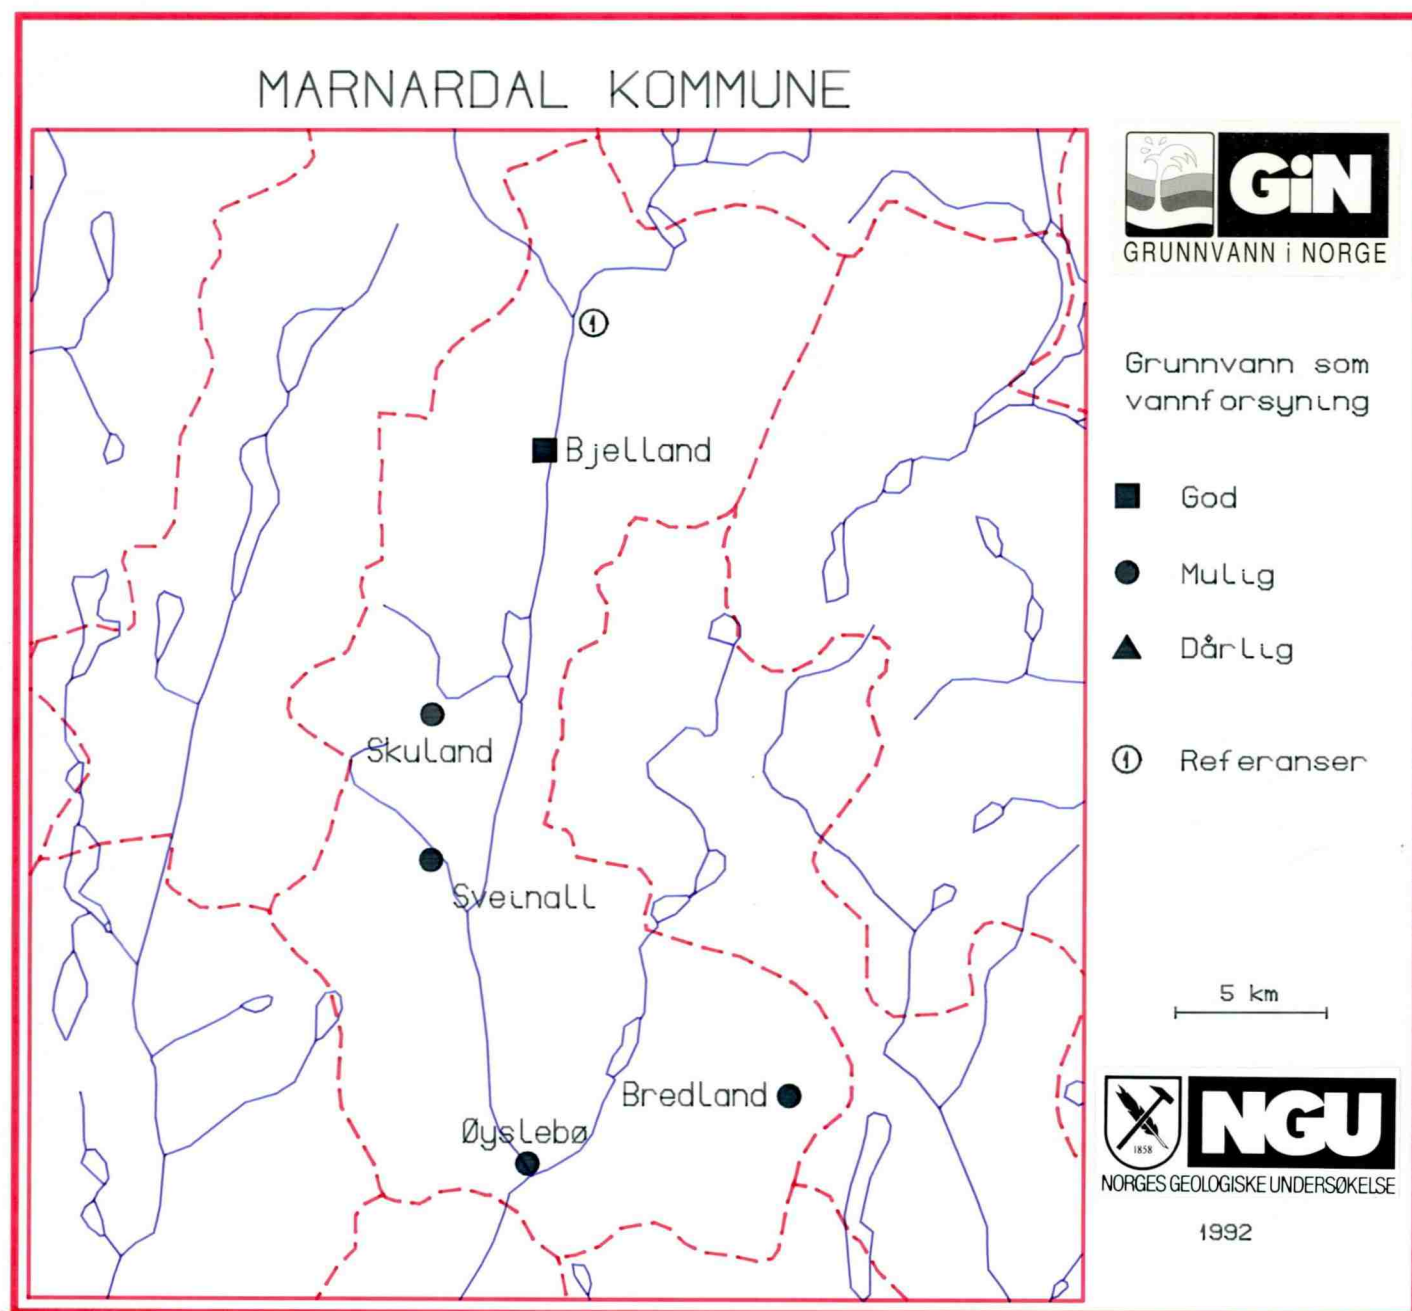 MARNARDAL KOMMUNE
GiN
GRUNNVANN i NORGE
Grunnvann som
vannforsyning
God
Mulig
Dårlig
1 Referanser
5 km
1858
NGU
NORGES GEOLOGISKE UNDERSØKELSE
1992
1
Bjelland
Skuland
Sveinall
Bredland
Øyslebø